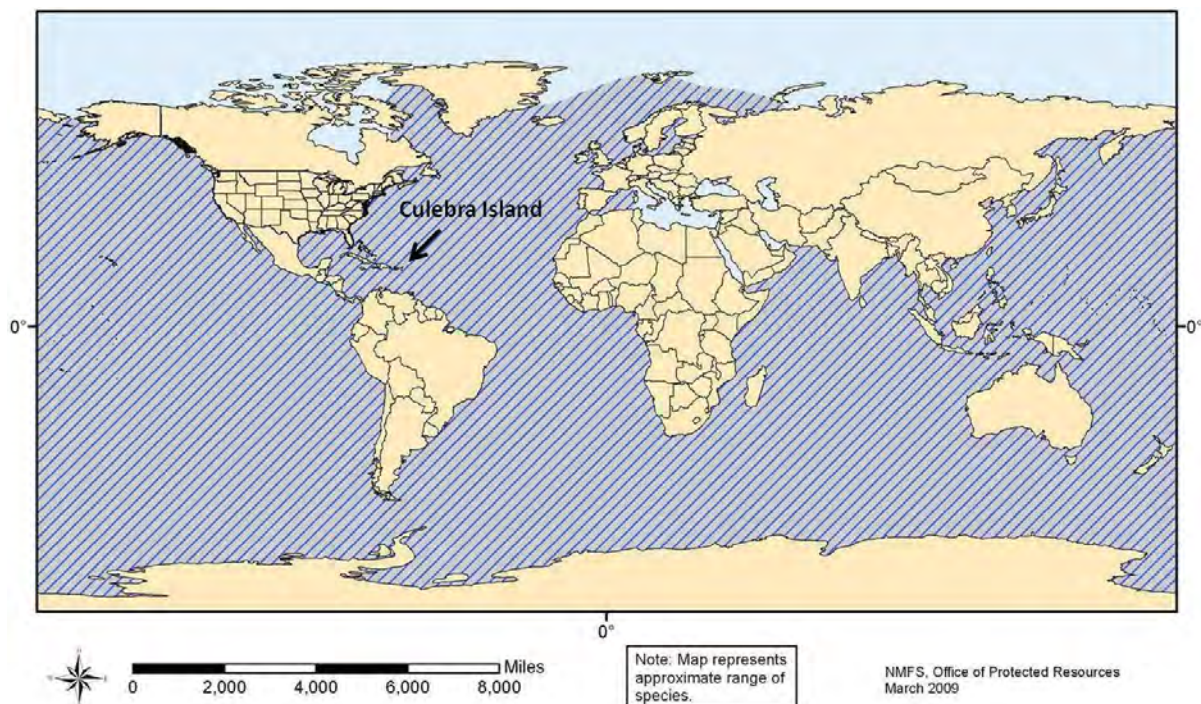 Culebra Island
0°
0°
0°
Miles
0
2,000
4,000
6,000
8,000
Note: Map represents
approximate range of
species.
NMFS, Office of Protected Resources
March 2009